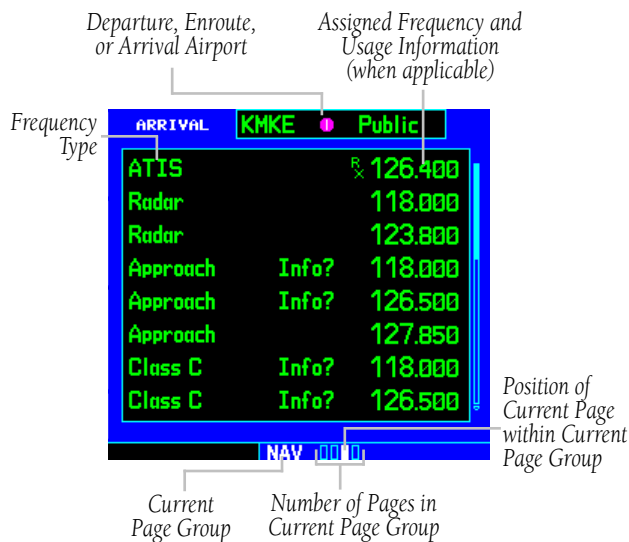 Departure, Enroute,
or Arrival Airport
Assigned Frequency and
Usage Information
(when applicable)
Frequency
Type
ARRIVAL KMKE Public
ATIS Rx 126.400
Radar 118.000
Radar 123.800
Approach Info? 118.000
Approach Info? 126.500
Approach 127.850
Class C Info? 118.000
Class C Info? 126.500
NAV
Position of
Current Page
within Current
Page Group
Current
Page Group
Number of Pages in
Current Page Group